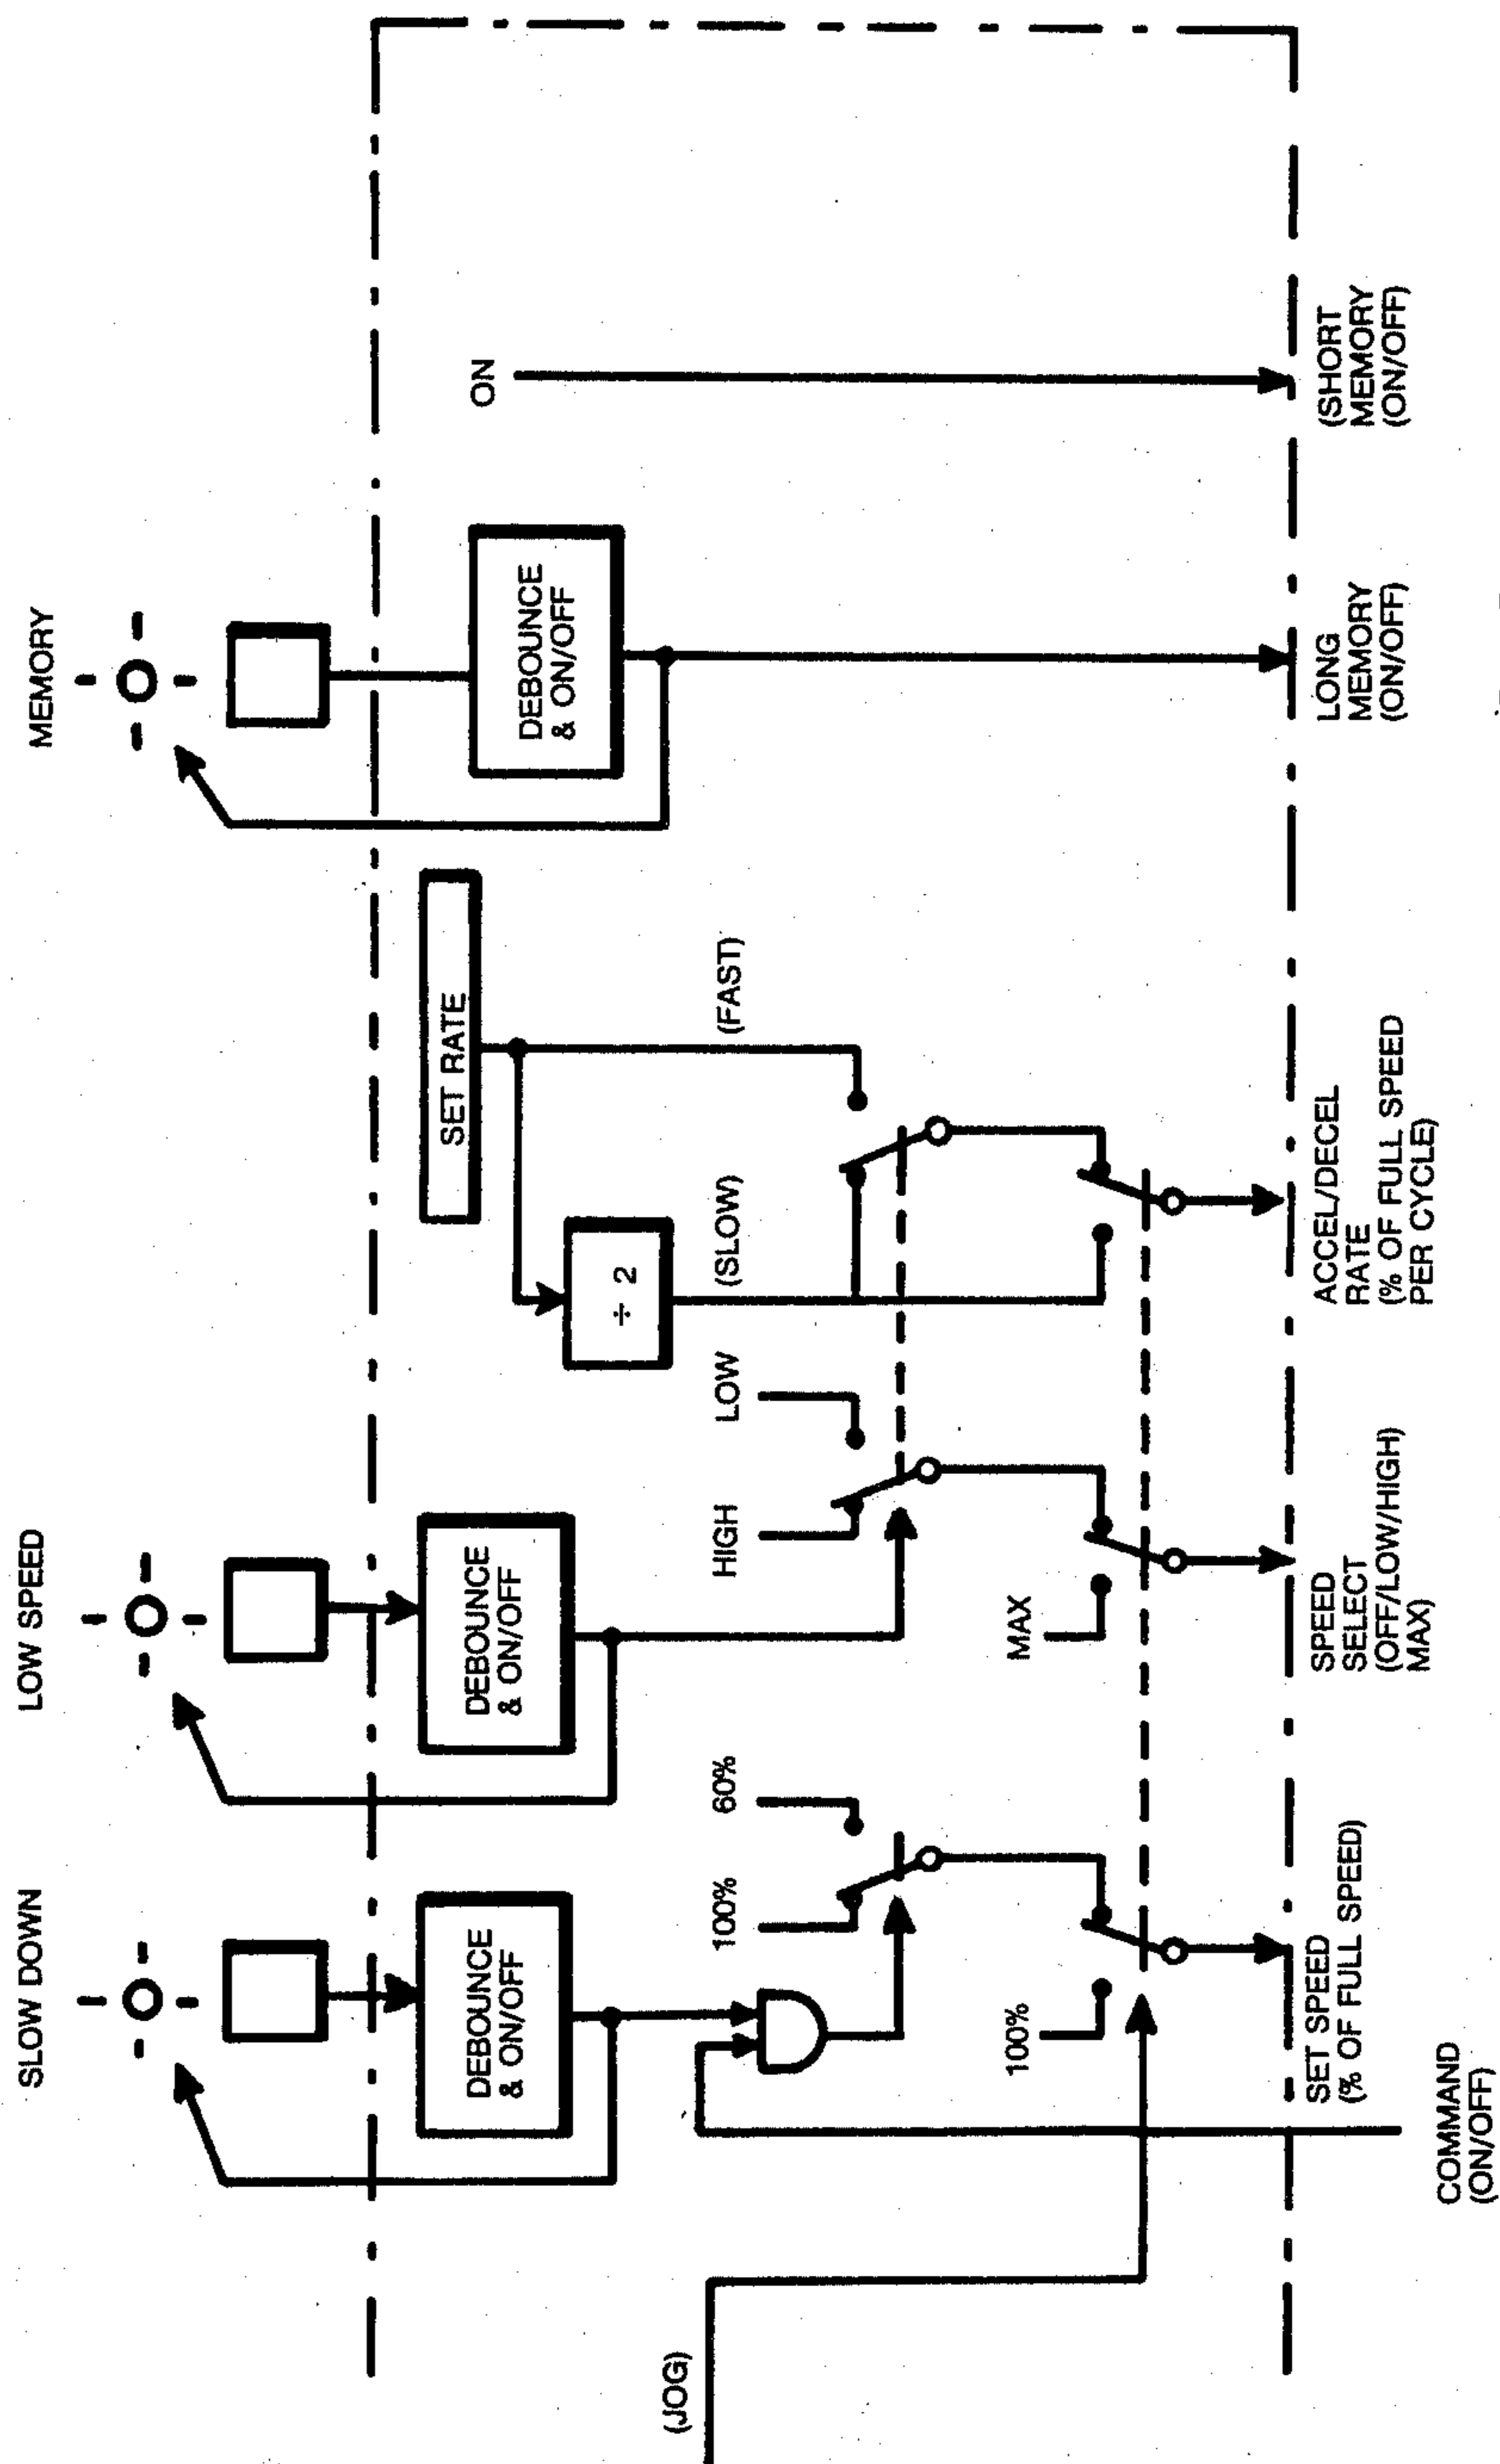 SLOW DOWN
LOW SPEED
MEMORY
DEBOUNCE
& ON/OFF
DEBOUNCE
& ON/OFF
SET RATE
DEBOUNCE
& ON/OFF
ON
÷ 2
(JOG)
100%
60%
HIGH
LOW
(SLOW)
(FAST)
100%
MAX
SET SPEED
(% OF FULL SPEED)
SPEED
SELECT
(OFF/LOW/HIGH)
MAX)
ACCEL/DECEL
RATE
(% OF FULL SPEED
PER CYCLE)
LONG
MEMORY
(ON/OFF)
(SHORT
MEMORY
(ON/OFF)
COMMAND
(ON/OFF)